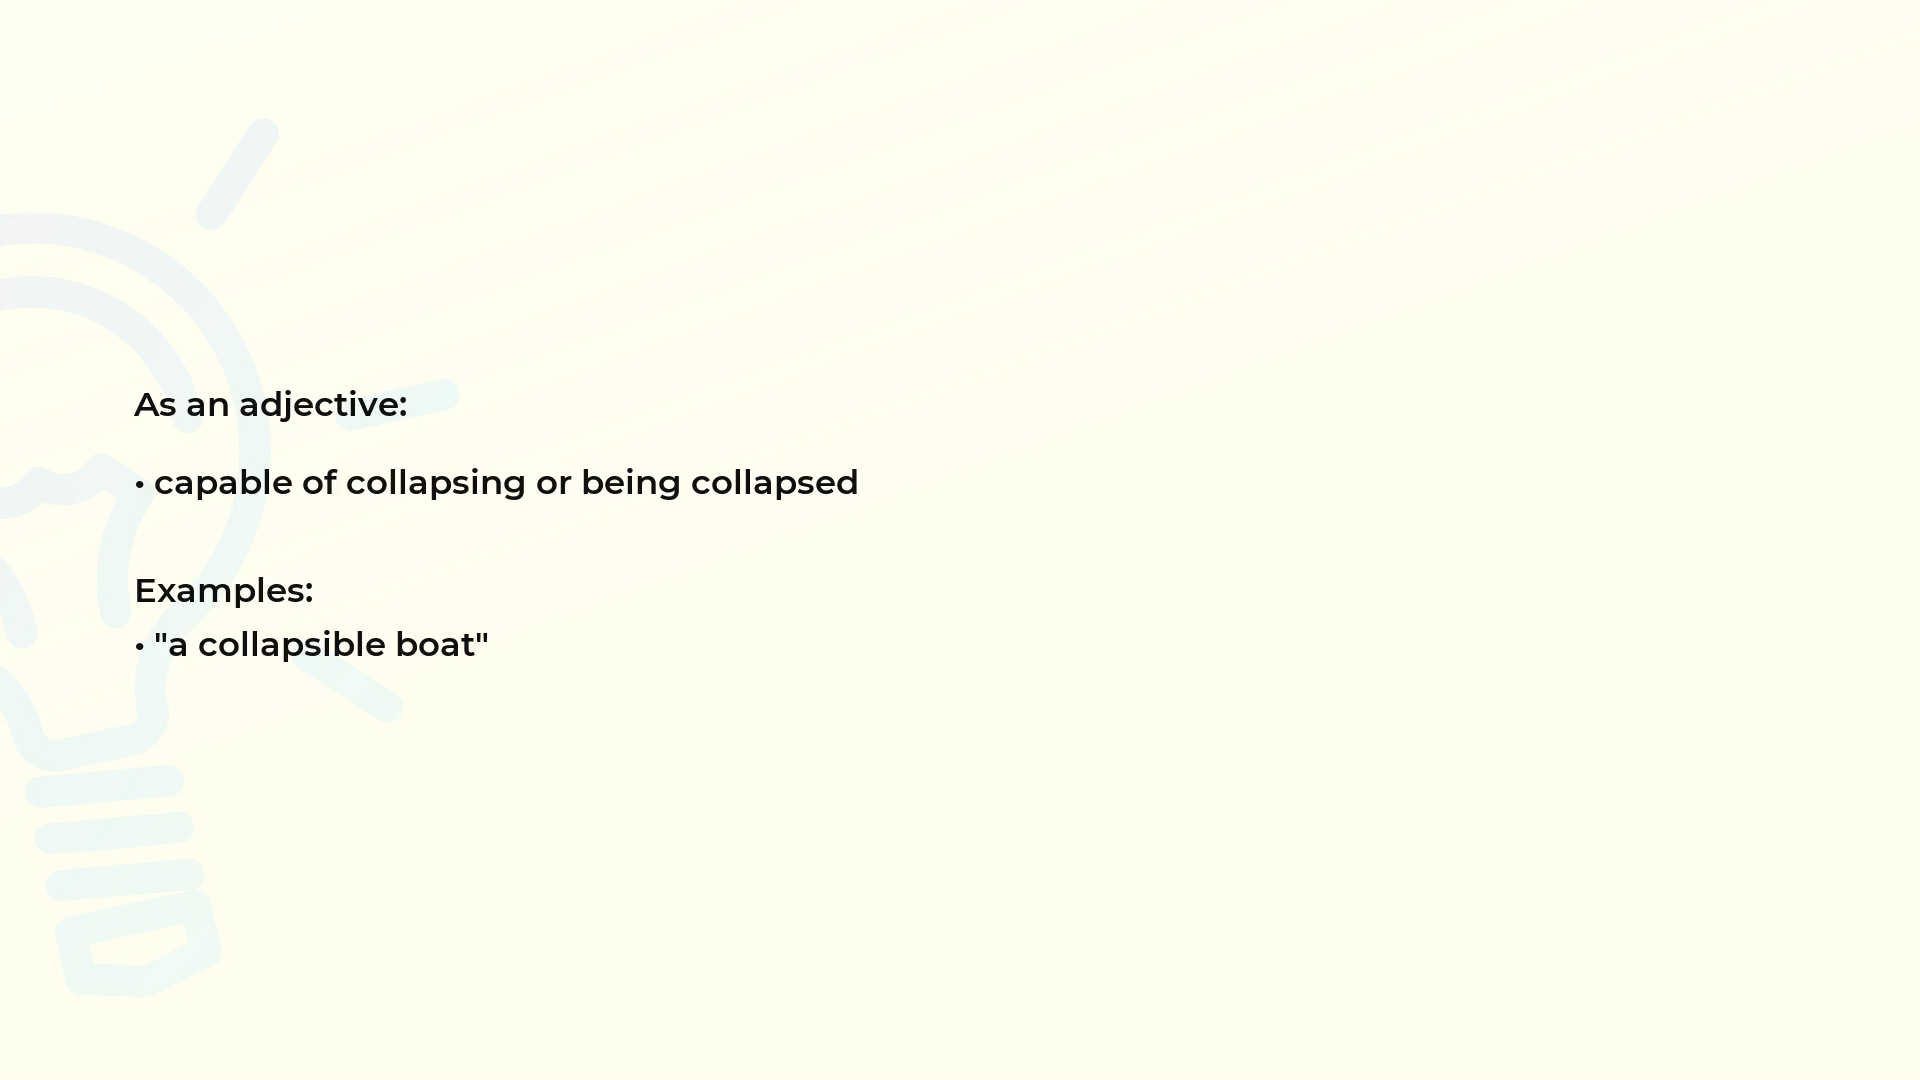 As an adjective:
• capable of collapsing or being collapsed
Examples:
• "a collapsible boat"